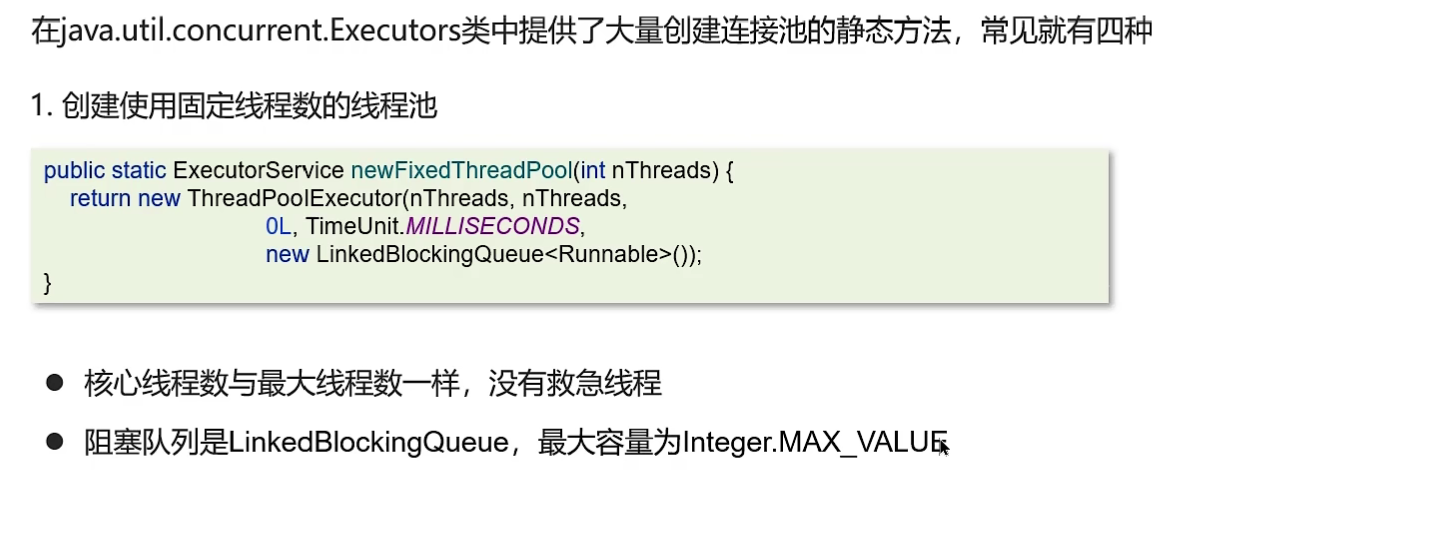 在java.util.concurrent.Executors类中提供了大量创建连接池的静态方法，常见就有四种
1. 创建使用固定线程数的线程池
public static ExecutorService newFixedThreadPool(int nThreads) {
return new ThreadPoolExecutor(nThreads, nThreads,
0L, TimeUnit.MILLISECONDS,
new LinkedBlockingQueue<Runnable>());
}
● 核心线程数与最大线程数一样，没有救急线程
● 阻塞队列是LinkedBlockingQueue，最大容量为Integer.MAX_VALUE